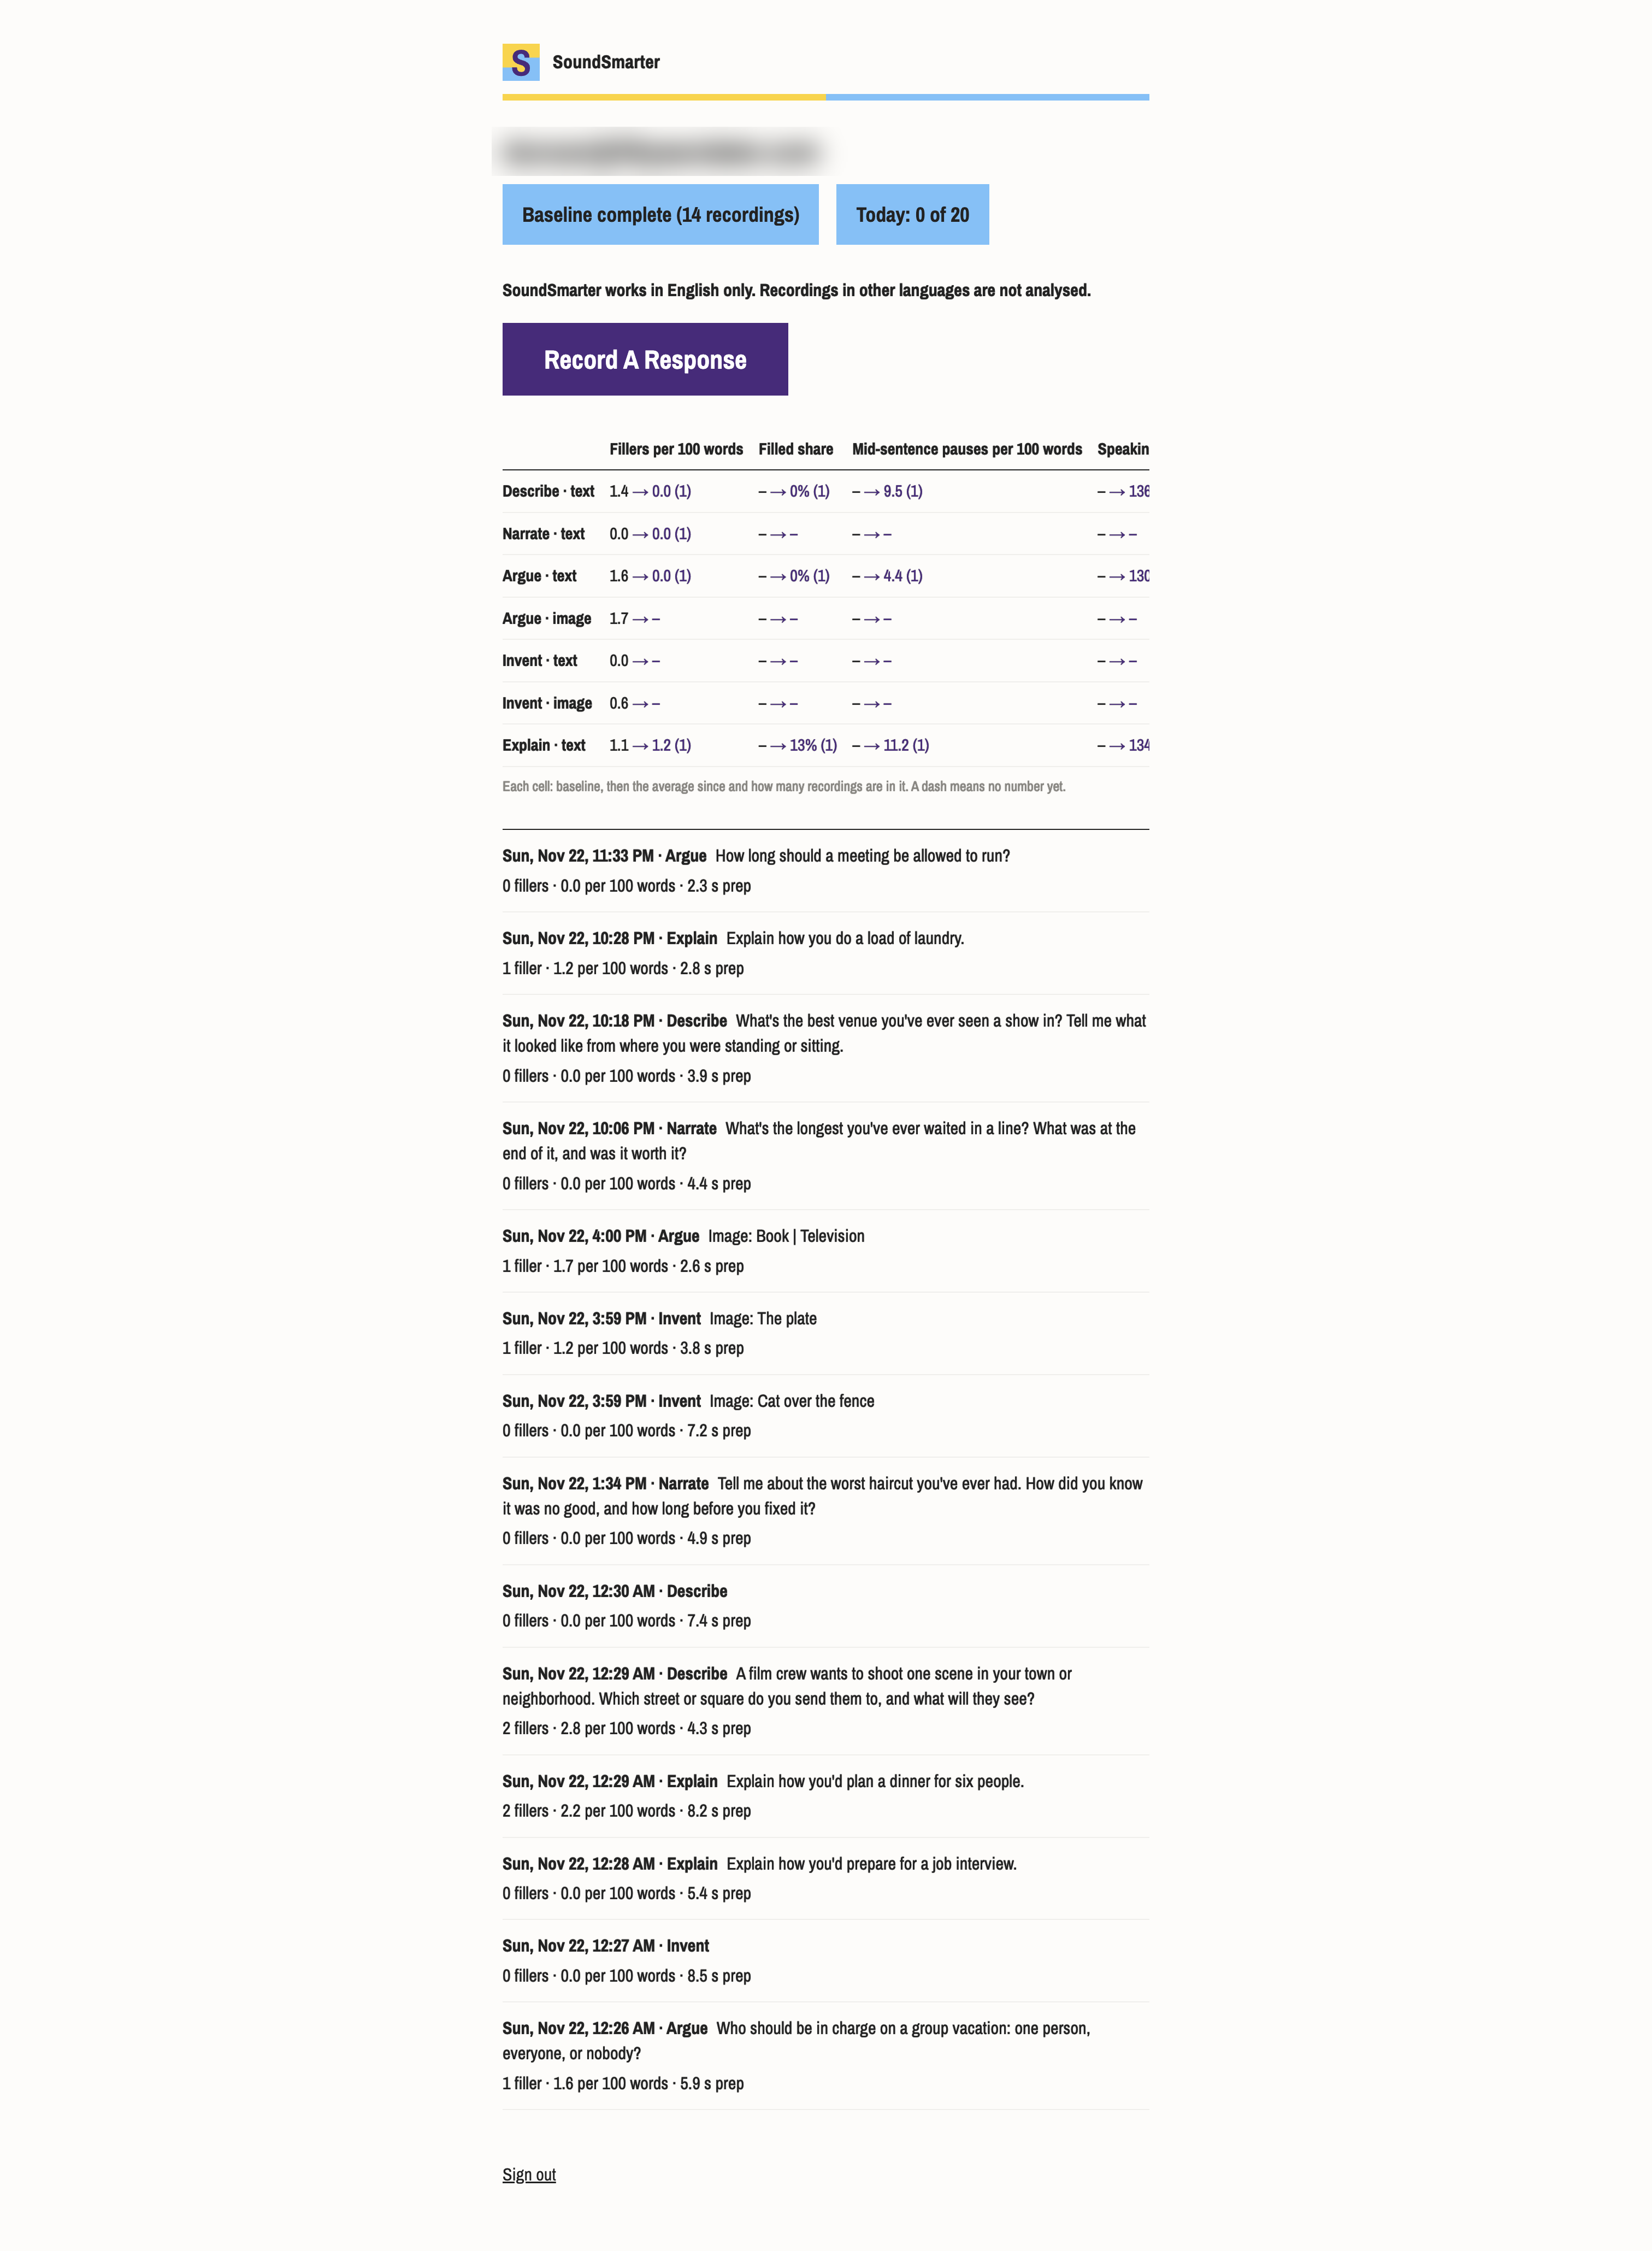 S SoundSmarter
Baseline complete (14 recordings) Today: 0 of 20
SoundSmarter works in English only. Recordings in other languages are not analysed.
Record A Response
Fillers per 100 words Filled share Mid-sentence pauses per 100 words Speakin
Describe · text 1.4 → 0.0 (1) – → 0% (1) – → 9.5 (1) – → 136
Narrate · text 0.0 → 0.0 (1) – → – – → – – → –
Argue · text 1.6 → 0.0 (1) – → 0% (1) – → 4.4 (1) – → 130
Argue · image 1.7 → – – → – – → – – → –
Invent · text 0.0 → – – → – – → – – → –
Invent · image 0.6 → – – → – – → – – → –
Explain · text 1.1 → 1.2 (1) – → 13% (1) – → 11.2 (1) – → 134
Each cell: baseline, then the average since and how many recordings are in it. A dash means no number yet.
Sun, Nov 22, 11:33 PM · Argue How long should a meeting be allowed to run?
0 fillers · 0.0 per 100 words · 2.3 s prep
Sun, Nov 22, 10:28 PM · Explain Explain how you do a load of laundry.
1 filler · 1.2 per 100 words · 2.8 s prep
Sun, Nov 22, 10:18 PM · Describe What's the best venue you've ever seen a show in? Tell me what
it looked like from where you were standing or sitting.
0 fillers · 0.0 per 100 words · 3.9 s prep
Sun, Nov 22, 10:06 PM · Narrate What's the longest you've ever waited in a line? What was at the
end of it, and was it worth it?
0 fillers · 0.0 per 100 words · 4.4 s prep
Sun, Nov 22, 4:00 PM · Argue Image: Book | Television
1 filler · 1.7 per 100 words · 2.6 s prep
Sun, Nov 22, 3:59 PM · Invent Image: The plate
1 filler · 1.2 per 100 words · 3.8 s prep
Sun, Nov 22, 3:59 PM · Invent Image: Cat over the fence
0 fillers · 0.0 per 100 words · 7.2 s prep
Sun, Nov 22, 1:34 PM · Narrate Tell me about the worst haircut you've ever had. How did you know
it was no good, and how long before you fixed it?
0 fillers · 0.0 per 100 words · 4.9 s prep
Sun, Nov 22, 12:30 AM · Describe
0 fillers · 0.0 per 100 words · 7.4 s prep
Sun, Nov 22, 12:29 AM · Describe A film crew wants to shoot one scene in your town or
neighborhood. Which street or square do you send them to, and what will they see?
2 fillers · 2.8 per 100 words · 4.3 s prep
Sun, Nov 22, 12:29 AM · Explain Explain how you'd plan a dinner for six people.
2 fillers · 2.2 per 100 words · 8.2 s prep
Sun, Nov 22, 12:28 AM · Explain Explain how you'd prepare for a job interview.
0 fillers · 0.0 per 100 words · 5.4 s prep
Sun, Nov 22, 12:27 AM · Invent
0 fillers · 0.0 per 100 words · 8.5 s prep
Sun, Nov 22, 12:26 AM · Argue Who should be in charge on a group vacation: one person,
everyone, or nobody?
1 filler · 1.6 per 100 words · 5.9 s prep
Sign out